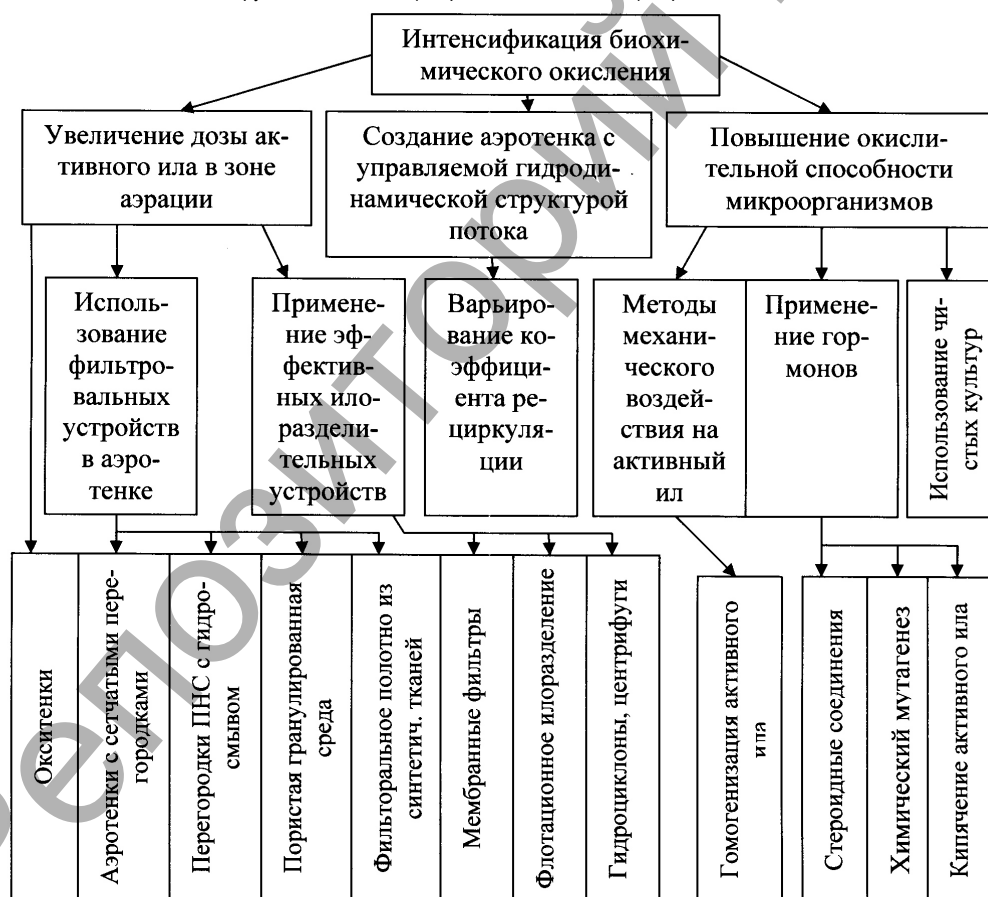 Интенсификация биохи-
мического окисления
Увеличение дозы ак-
тивного ила в зоне
аэрации
Создание аэротенка с
управляемой гидроди-
намической структурой
потока
Повышение окисли-
тельной способности
микроорганизмов
Исполь-
зование
фильтро-
вальных
устройств
в аэро-
тенке
Примене-
ние эф-
фектив-
ных ило-
раздели-
тельных
устройств
Варьиро-
вание ко-
эффици-
ента ре-
циркуля-
ции
Методы
механи-
ческого
воздей-
ствия на
активный
ил
Примене-
ние гор-
монов
Использование чи-
стых культур
Окситенки
Аэротенки с сетчатыми пере-
городками
Перегородки ПНС с гидро-
смывом
Пористая гранулированная
среда
Фильторальное полотно из
синтетич. тканей
Мембранные фильтры
Флотационное илоразделение
Гидроциклоны, центрифуги
Гомогенизация активного
ила
Стероидные соединения
Химический мутагенез
Кипячение активного ила
Репозиторий